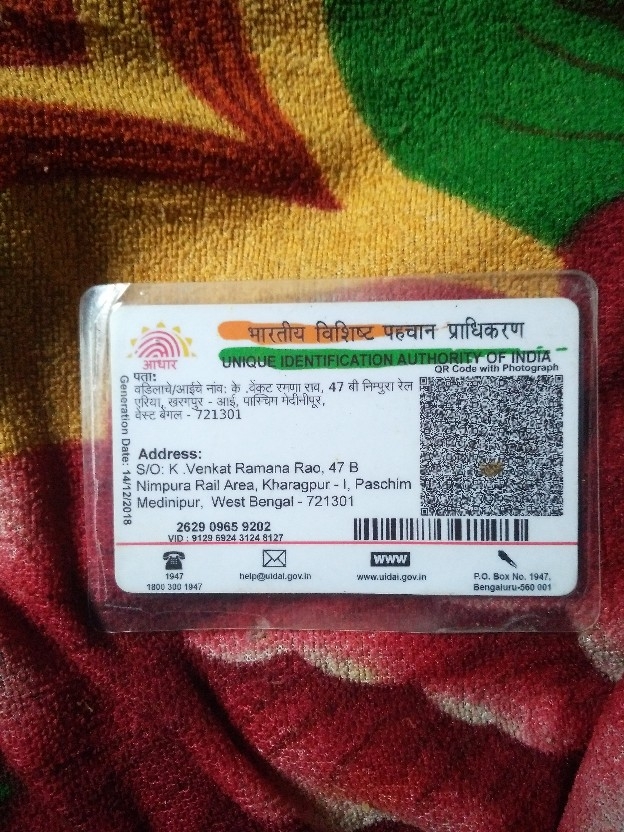 भारतीय विशिष्ट पहचान प्राधिकरण
UNIQUE IDENTIFICATION AUTHORITY OF INDIA
QR Code with Photograph
आधार
पता:
वडिलाचे/आईचे नांव: के .वेंकट रमणा राव, 47 बी निम्पुरा रेल
एरिया, खरगपुर - आई, पास्चिम मेदीनीपूर,
वेस्ट बेंगल - 721301
Generation Date: 14/12/2018
Address:
S/O: K .Venkat Ramana Rao, 47 B
Nimpura Rail Area, Kharagpur - I, Paschim
Medinipur, West Bengal - 721301
2629 0965 9202
VID : 9129 6924 3124 8127
1947
1800 300 1947
help@uidai.gov.in
www
www.uidai.gov.in
P.O. Box No. 1947,
Bengaluru-560 001